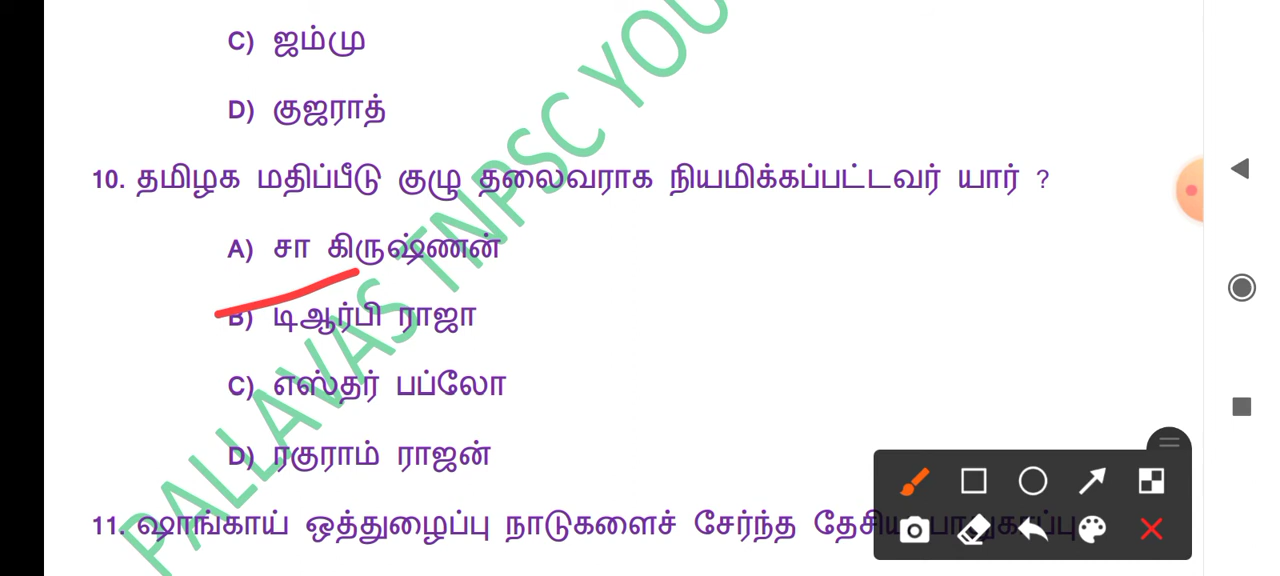 C) ஜம்மு
D) குஜராத்
10. தமிழக மதிப்பீடு குழு தலைவராக நியமிக்கப்பட்டவர் யார் ?
A) சா கிருஷ்ணன்
B) டிஆர்பி ராஜா
C) எஸ்தர் பப்லோ
D) ரகுராம் ராஜன்
11. ஷாங்காய் ஒத்துழைப்பு நாடுகளைச் சேர்ந்த
PALLAVAS TNPSC YOU